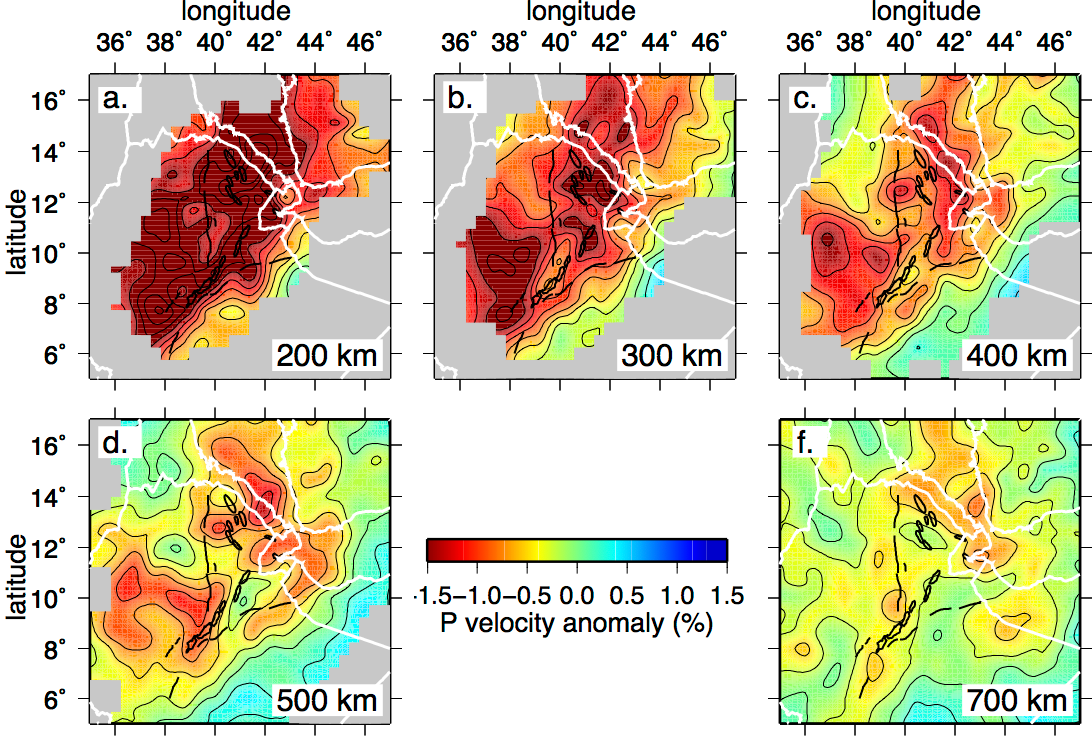 longitude longitude longitude
36° 38° 40° 42° 44° 46° 36° 38° 40° 42° 44° 46° 36° 38° 40° 42° 44° 46°
a. b. c.
16°
14°
12°
10°
8°
6°
latitude
200 km 300 km 400 km
d. f.
16°
14°
12°
10°
8°
6°
latitude
500 km 700 km
·1.5−1.0−0.5 0.0 0.5 1.0 1.5
P velocity anomaly (%)